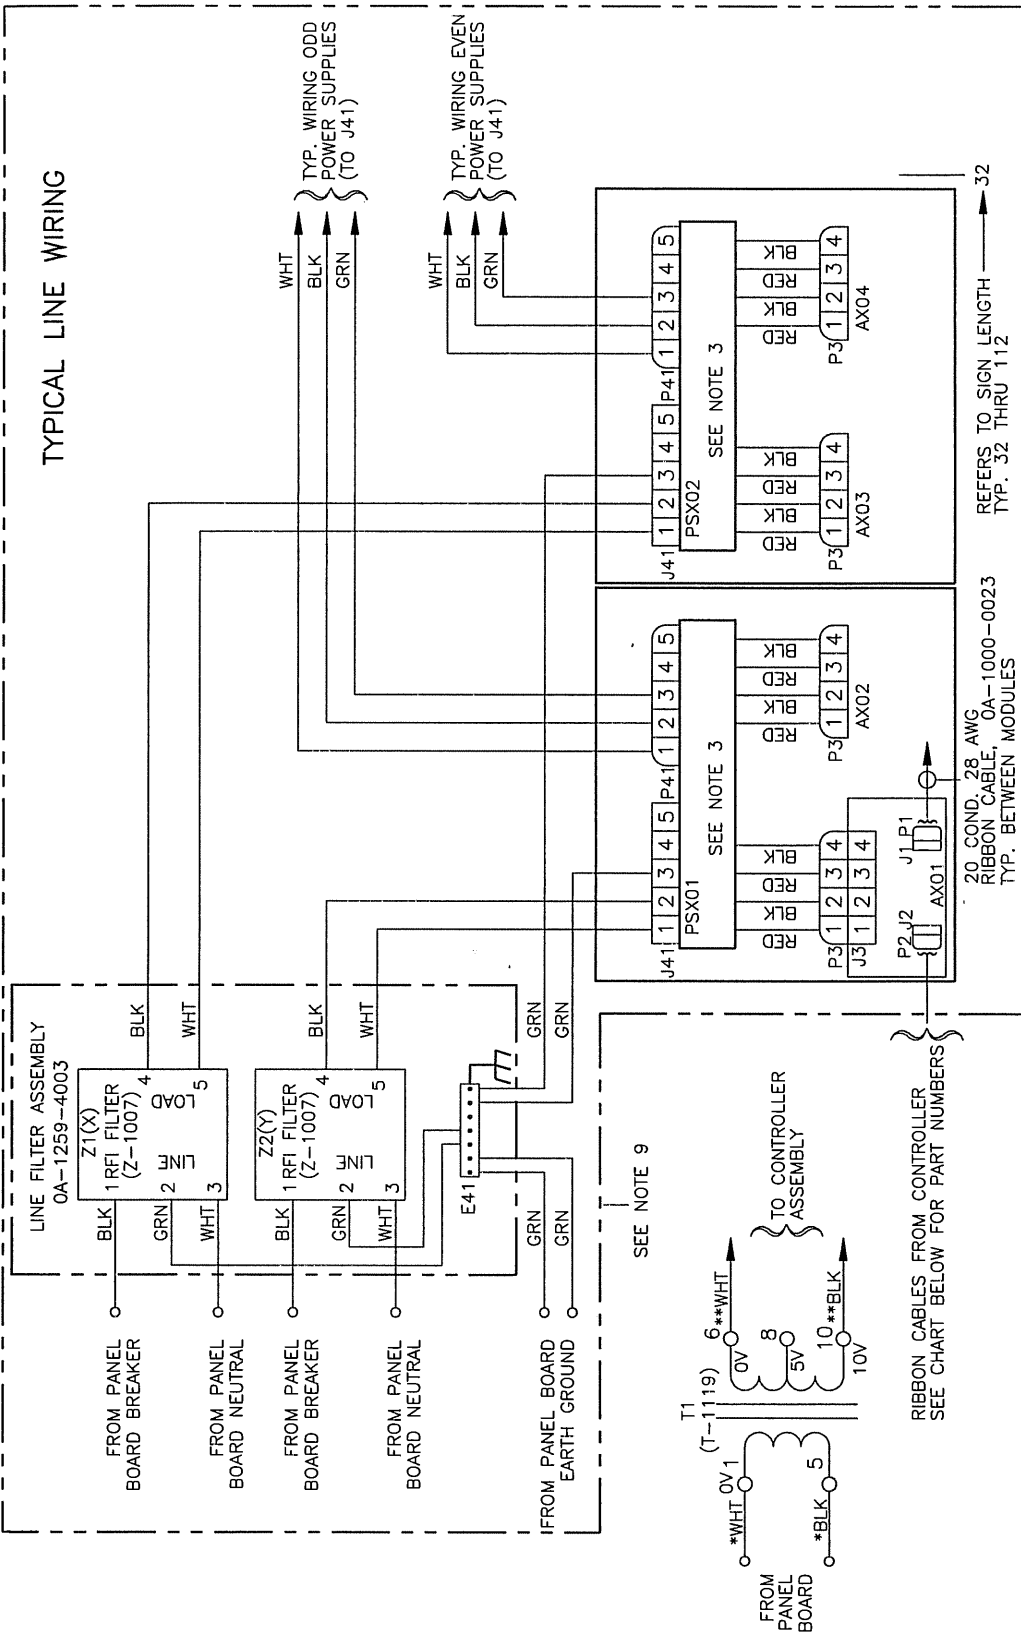 TYPICAL LINE WIRING
LINE FILTER ASSEMBLY
0A-1259-4003
Z1(X)
RFI FILTER
(Z-1007)
LINE
LOAD
1
2
3
4
5
BLK
GRN
WHT
BLK
WHT
Z2(Y)
RFI FILTER
(Z-1007)
LINE
LOAD
1
2
3
4
5
BLK
GRN
WHT
BLK
WHT
E41
GRN
GRN
GRN
GRN
FROM PANEL
BOARD BREAKER
FROM PANEL
BOARD NEUTRAL
FROM PANEL
BOARD BREAKER
FROM PANEL
BOARD NEUTRAL
FROM PANEL BOARD
EARTH GROUND
WHT
BLK
GRN
TYP. WIRING ODD
POWER SUPPLIES
(TO J41)
WHT
BLK
GRN
TYP. WIRING EVEN
POWER SUPPLIES
(TO J41)
SEE NOTE 9
J41 1 2 3 4 5
P41 1 2 3 4 5
PSX01
SEE NOTE 3
RED BLK RED BLK
RED BLK RED BLK
P3 1 2 3 4
J3 1 2 3 4
P3 1 2 3 4
AX02
P2 J2
AX01
J1 P1
J41 1 2 3 4 5
P41 1 2 3 4 5
PSX02
SEE NOTE 3
RED BLK RED BLK
RED BLK RED BLK
P3 1 2 3 4
AX03
P3 1 2 3 4
AX04
20 COND. 28 AWG
RIBBON CABLE, 0A-1000-0023
TYP. BETWEEN MODULES
REFERS TO SIGN LENGTH 32
TYP. 32 THRU 112
T1
(T-1119)
FROM
PANEL
BOARD
*WHT
0V 1
*BLK
5
6 **WHT
0V
8
5V
10 **BLK
10V
TO CONTROLLER
ASSEMBLY
RIBBON CABLES FROM CONTROLLER
SEE CHART BELOW FOR PART NUMBERS